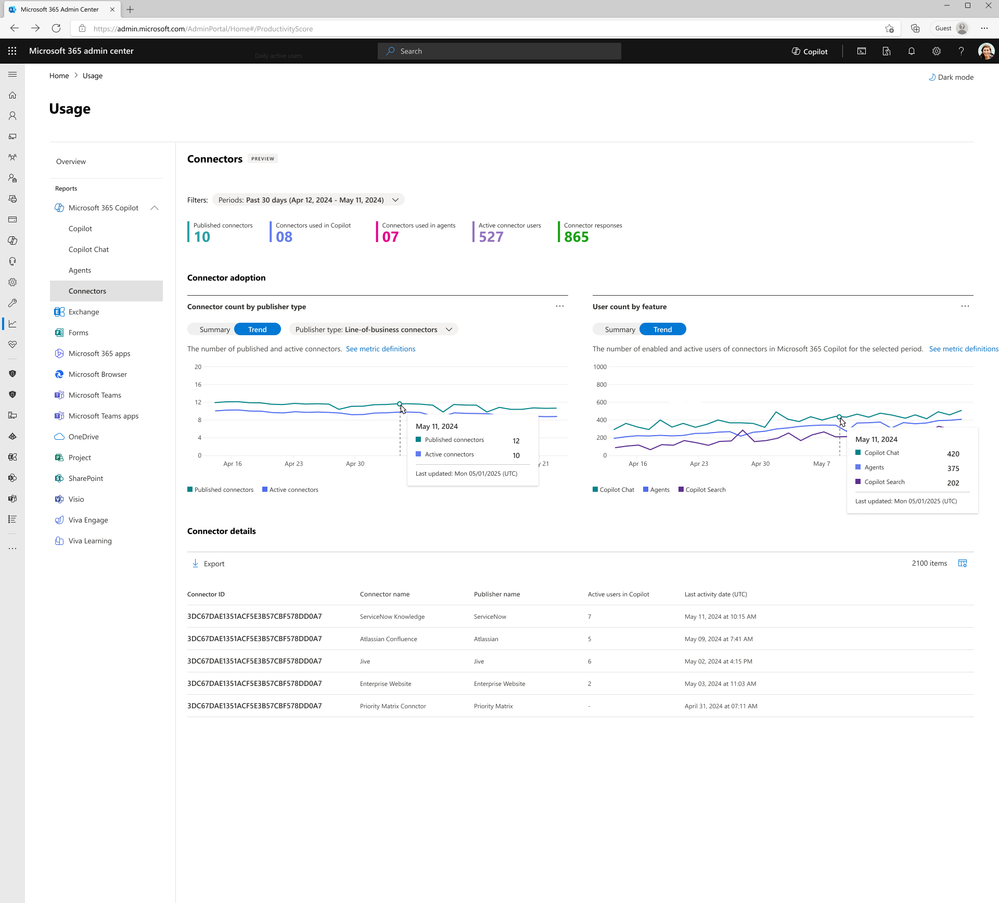 Microsoft 365 Admin Center
https://admin.microsoft.com/AdminPortal/Home#/ProductivityScore
Guest
Microsoft 365 admin center
Search
Copilot
Home > Usage
Dark mode
Usage
Overview
Reports
Microsoft 365 Copilot
Copilot
Copilot Chat
Agents
Connectors
Exchange
Forms
Microsoft 365 apps
Microsoft Browser
Microsoft Teams
Microsoft Teams apps
OneDrive
Project
SharePoint
Visio
Viva Engage
Viva Learning
Connectors PREVIEW
Filters: Periods: Past 30 days (Apr 12, 2024 - May 11, 2024)
Published connectors
10
Connectors used in Copilot
08
Connectors used in agents
07
Active connector users
527
Connector responses
865
Connector adoption
Connector count by publisher type
Summary Trend Publisher type: Line-of-business connectors
The number of published and active connectors. See metric definitions
20
16
12
8
4
0
Apr 16 Apr 23 Apr 30 y 21
May 11, 2024
Published connectors 12
Active connectors 10
Last updated: Mon 05/01/2025 (UTC)
Published connectors Active connectors
User count by feature
Summary Trend
The number of enabled and active users of connectors in Microsoft 365 Copilot for the selected period. See metric definitions
1000
800
600
400
200
0
Apr 16 Apr 23 Apr 30 May 7
May 11, 2024
Copilot Chat 420
Agents 375
Copilot Search 202
Last updated: Mon 05/01/2025 (UTC)
Copilot Chat Agents Copilot Search
Connector details
Export
2100 items
Connector ID Connector name Publisher name Active users in Copilot Last activity date (UTC)
3DC67DAE1351ACF5E3B57CBF578DD0A7 ServiceNow Knowledge ServiceNow 7 May 11, 2024 at 10:15 AM
3DC67DAE1351ACF5E3B57CBF578DD0A7 Atlassian Confluence Atlassian 5 May 09, 2024 at 7:41 AM
3DC67DAE1351ACF5E3B57CBF578DD0A7 Jive Jive 6 May 02, 2024 at 4:15 PM
3DC67DAE1351ACF5E3B57CBF578DD0A7 Enterprise Website Enterprise Website 2 May 03, 2024 at 11:03 AM
3DC67DAE1351ACF5E3B57CBF578DD0A7 Priority Matrix Connctor Priority Matrix - April 31, 2024 at 07:11 AM